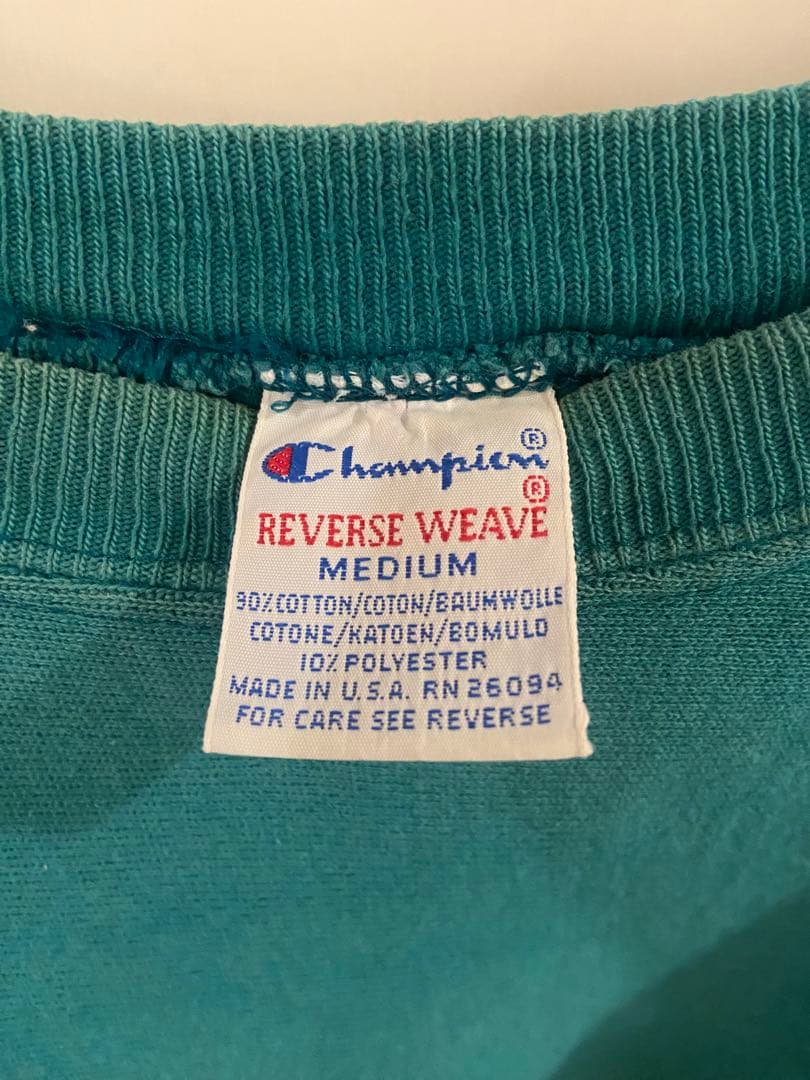 Champion®
REVERSE WEAVE®
MEDIUM
90% COTTON/COTON/BAUMWOLLE
COTONE/KATOEN/BOMULD
10% POLYESTER
MADE IN U.S.A. RN 26094
FOR CARE SEE REVERSE